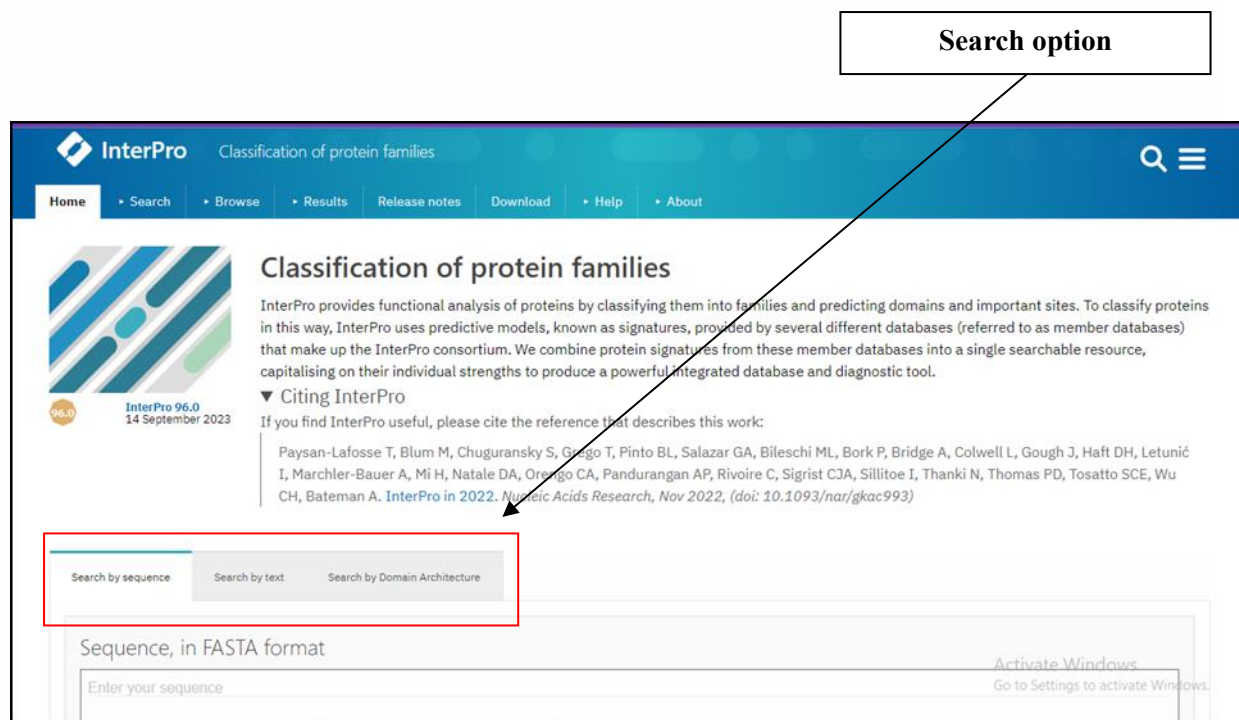 Search option
InterPro Classification of protein families
Home ‣ Search ‣ Browse ‣ Results Release notes Download ‣ Help ‣ About
Classification of protein families
InterPro provides functional analysis of proteins by classifying them into families and predicting domains and important sites. To classify proteins
in this way, InterPro uses predictive models, known as signatures, provided by several different databases (referred to as member databases)
that make up the InterPro consortium. We combine protein signatures from these member databases into a single searchable resource,
capitalising on their individual strengths to produce a powerful integrated database and diagnostic tool.
▼ Citing InterPro
96.0 InterPro 96.0
14 September 2023
If you find InterPro useful, please cite the reference that describes this work:
Paysan-Lafosse T, Blum M, Chuguransky S, Grego T, Pinto BL, Salazar GA, Bileschi ML, Bork P, Bridge A, Colwell L, Gough J, Haft DH, Letunić
I, Marchler-Bauer A, Mi H, Natale DA, Orengo CA, Pandurangan AP, Rivoire C, Sigrist CJA, Sillitoe I, Thanki N, Thomas PD, Tosatto SCE, Wu
CH, Bateman A. InterPro in 2022. Nucleic Acids Research, Nov 2022, (doi: 10.1093/nar/gkac993)
Search by sequence Search by text Search by Domain Architecture
Sequence, in FASTA format
Enter your sequence
Activate Windows
Go to Settings to activate Windows.